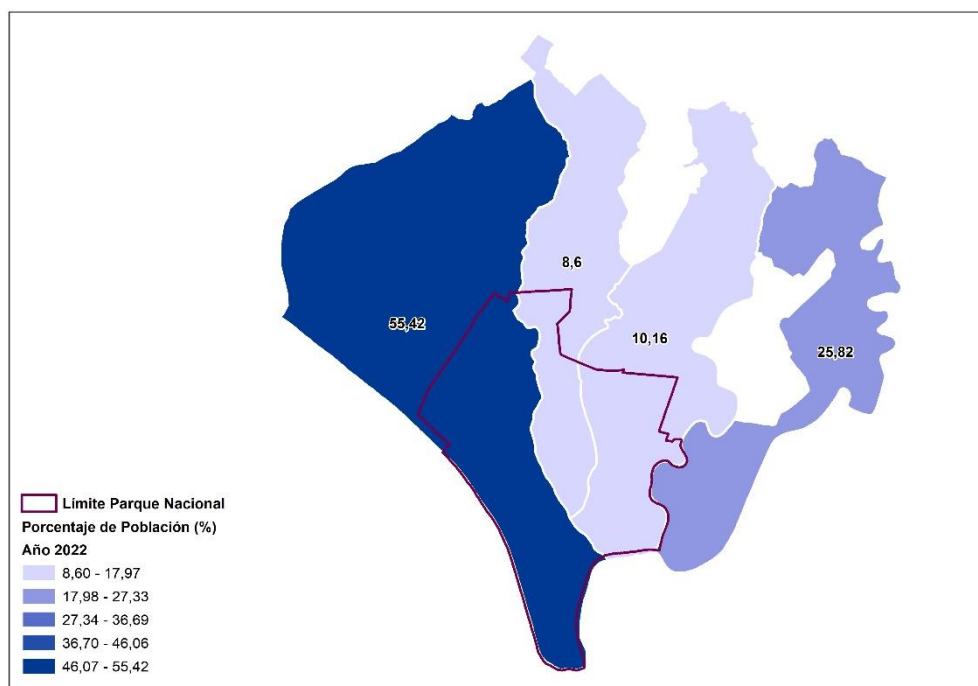 8,6
55,42
10,16
25,82
Límite Parque Nacional
Porcentaje de Población (%)
Año 2022
8,60 - 17,97
17,98 - 27,33
27,34 - 36,69
36,70 - 46,06
46,07 - 55,42